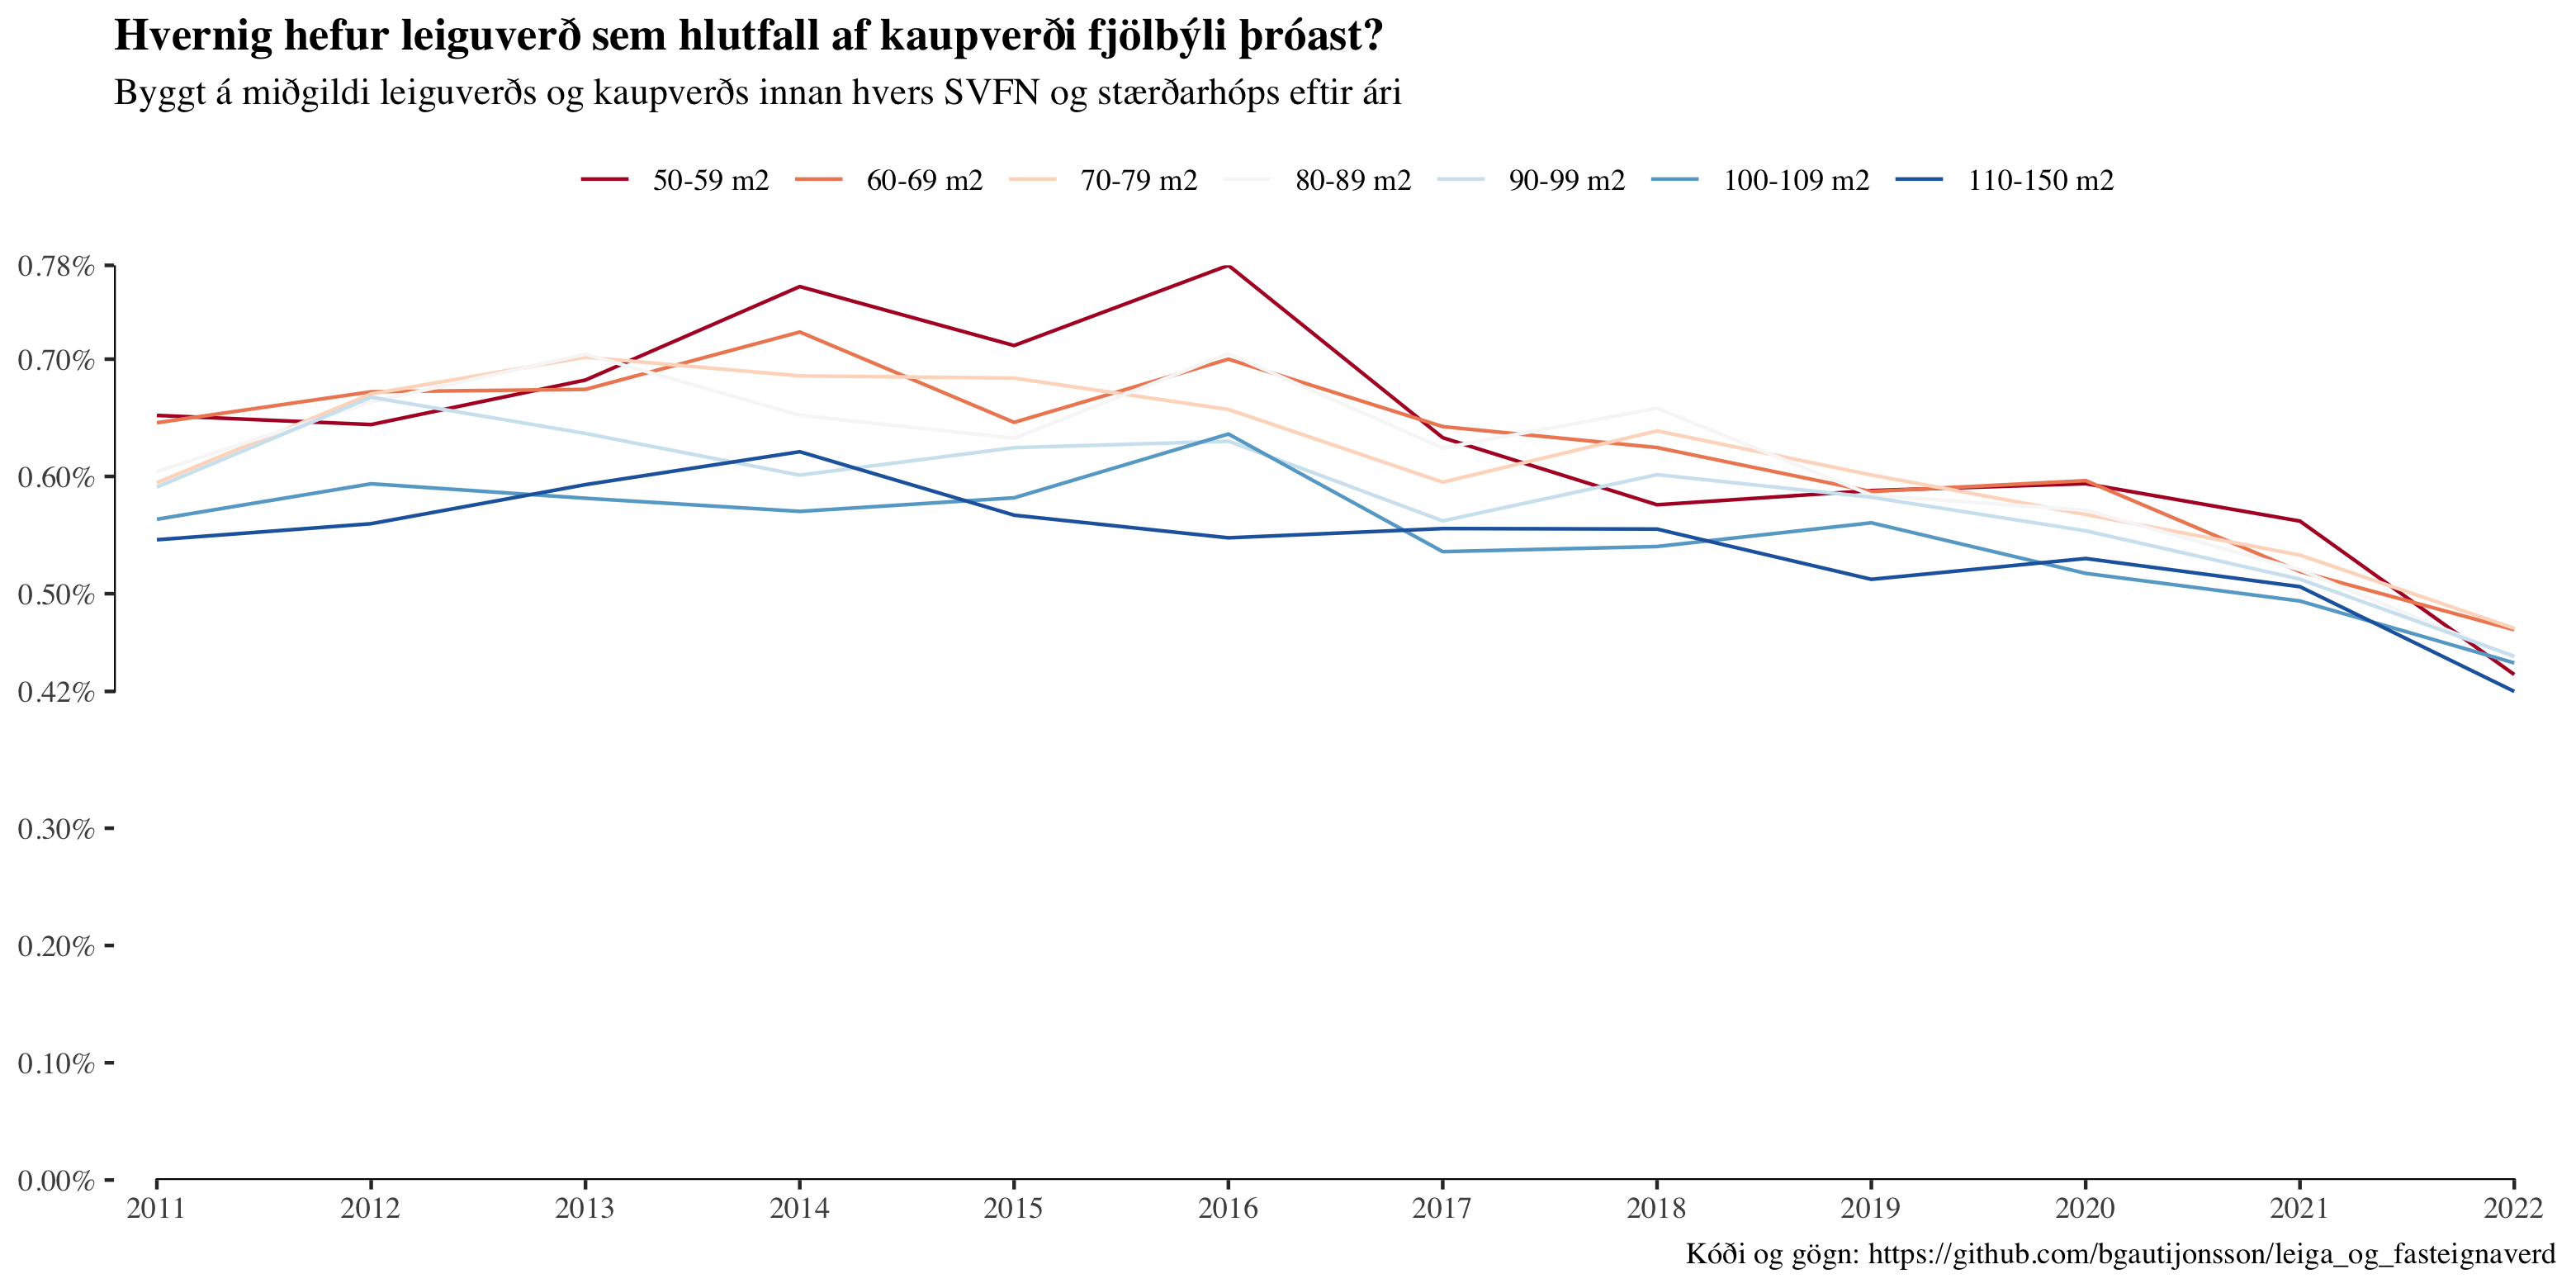 Hvernig hefur leiguverð sem hlutfall af kaupverði fjölbýli þróast?
Byggt á miðgildi leiguverðs og kaupverðs innan hvers SVFN og stærðarhóps eftir ári
50-59 m2 60-69 m2 70-79 m2 80-89 m2 90-99 m2 100-109 m2 110-150 m2
0.78%
0.70%
0.60%
0.50%
0.42%
0.30%
0.20%
0.10%
0.00%
2011 2012 2013 2014 2015 2016 2017 2018 2019 2020 2021 2022
Kóði og gögn: https://github.com/bgautijonsson/leiga_og_fasteignaverd